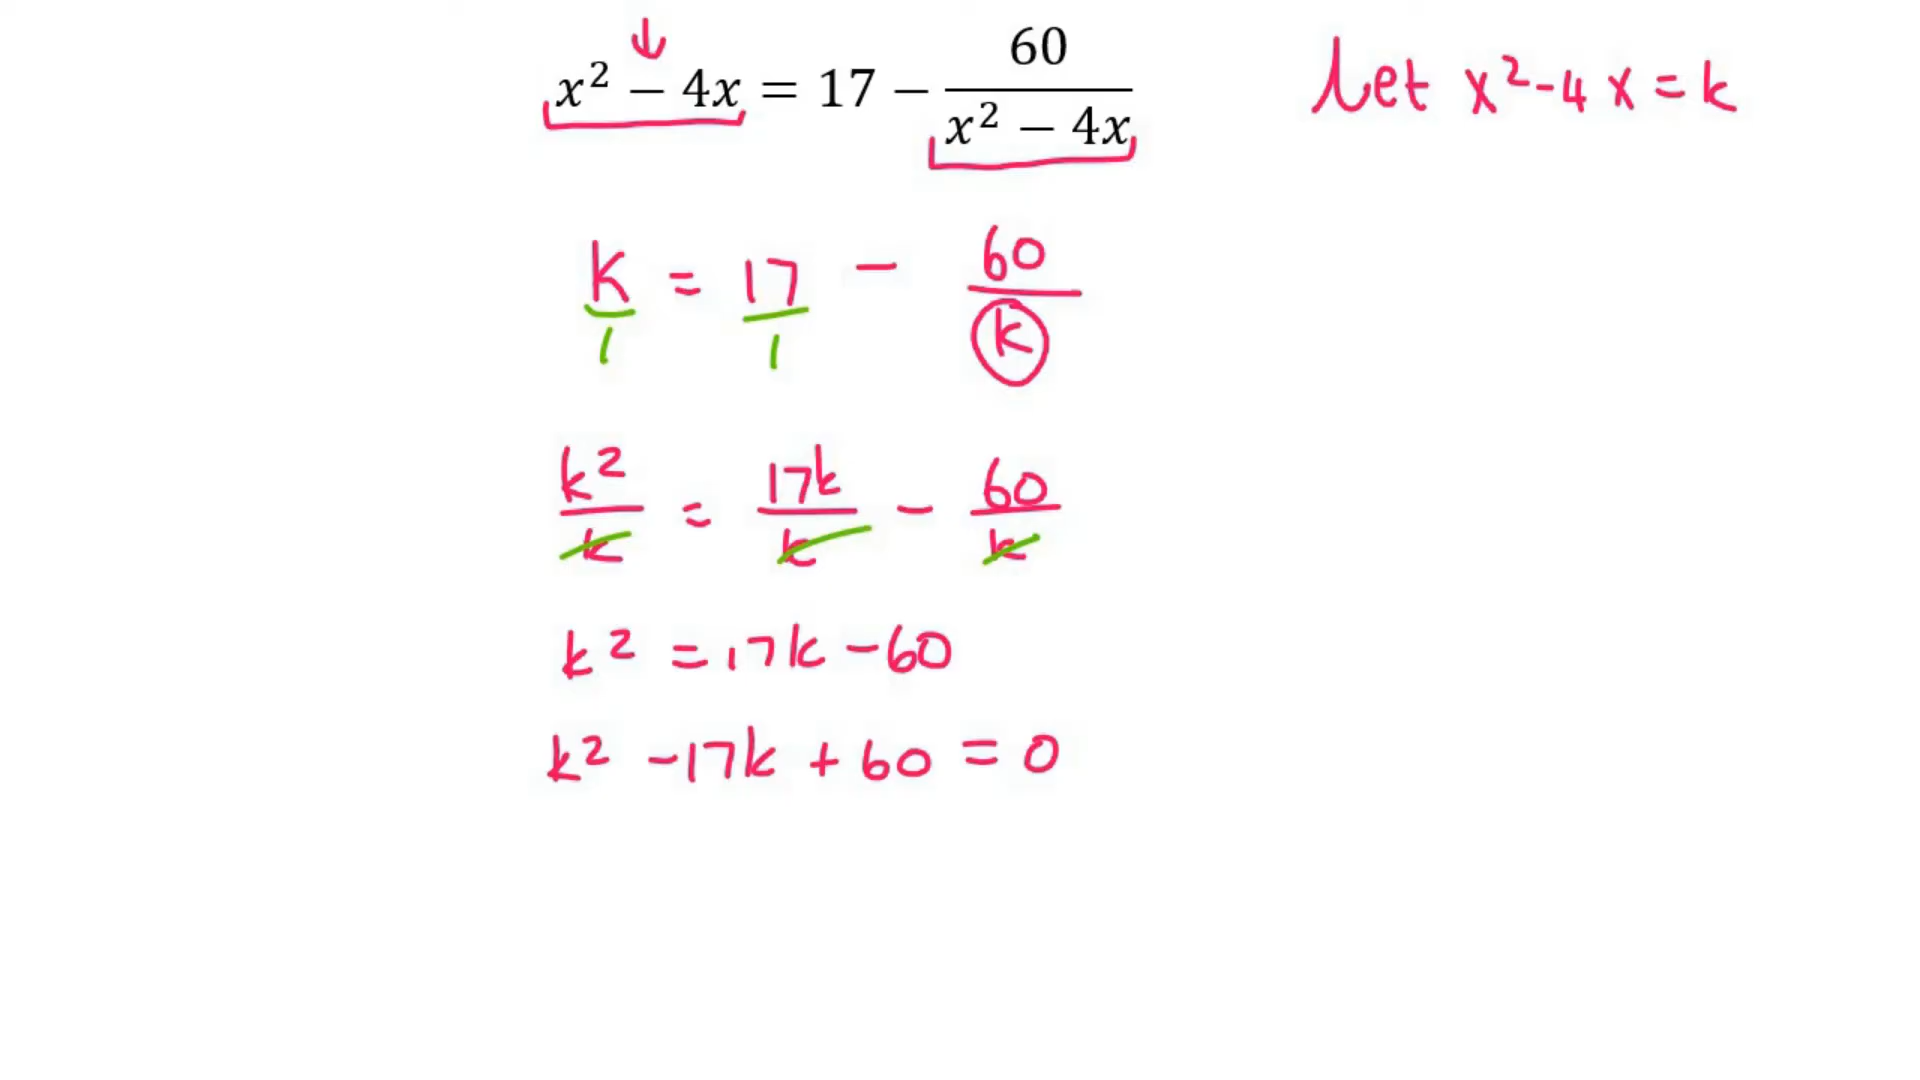 x² − 4x = 17 − 60/(x² − 4x)
Let x² - 4x = k
k/1 = 17/1 − 60/k
k²/k = 17k/k − 60/k
k² = 17k − 60
k² − 17k + 60 = 0